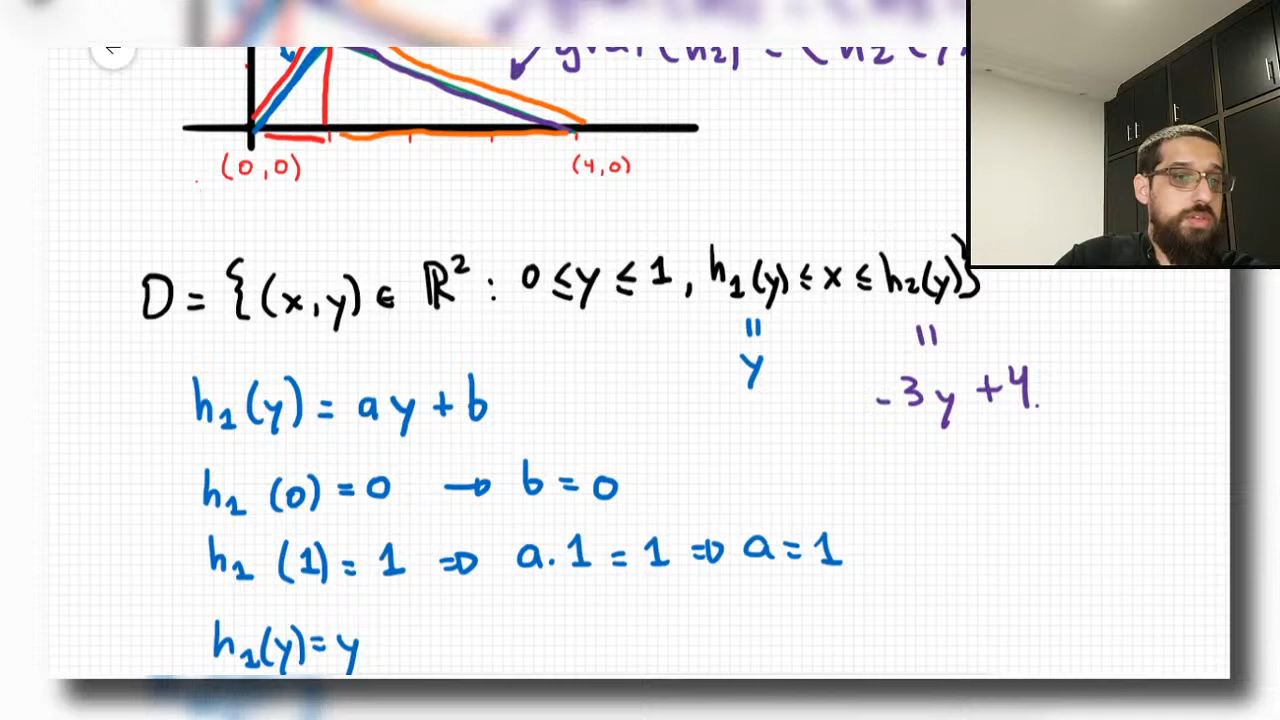 (0,0) (4,0)
D = {(x,y) ∈ ℝ² : 0 ≤ y ≤ 1, h₁(y) ≤ x ≤ h₂(y)}
= =
y -3y + 4.
h₁(y) = ay + b
h₁(0) = 0 → b = 0
h₁(1) = 1 ⇒ a.1 = 1 ⇒ a = 1
h₁(y) = y